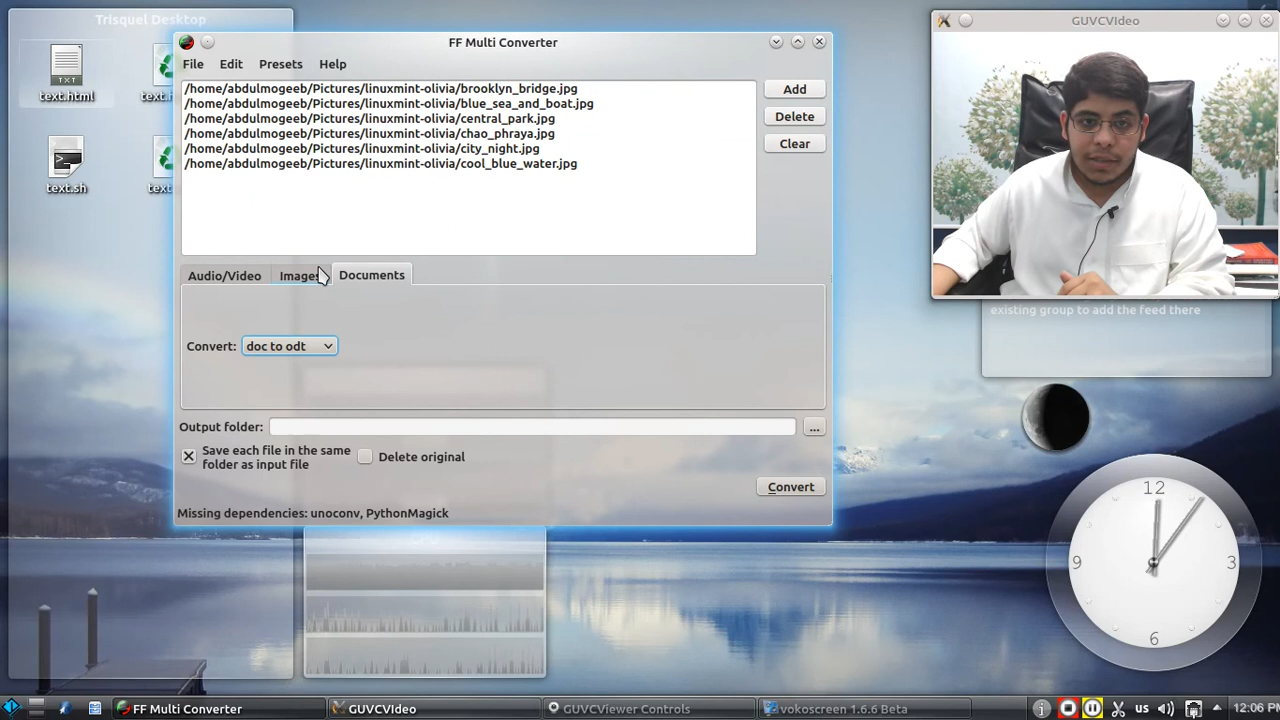 Trisquel Desktop
text.html
text.h
text.sh
text
FF Multi Converter
File Edit Presets Help
/home/abdulmogeeb/Pictures/linuxmint-olivia/brooklyn_bridge.jpg
/home/abdulmogeeb/Pictures/linuxmint-olivia/blue_sea_and_boat.jpg
/home/abdulmogeeb/Pictures/linuxmint-olivia/central_park.jpg
/home/abdulmogeeb/Pictures/linuxmint-olivia/chao_phraya.jpg
/home/abdulmogeeb/Pictures/linuxmint-olivia/city_night.jpg
/home/abdulmogeeb/Pictures/linuxmint-olivia/cool_blue_water.jpg
Add
Delete
Clear
Audio/Video Images Documents
Convert: doc to odt
Output folder: ...
Save each file in the same
folder as input file
Delete original
Convert
Missing dependencies: unoconv, PythonMagick
GUVCVIdeo
TXT
existing group to add the feed there
12
9 3
6
FF Multi Converter GUVCVIdeo GUVCViewer Controls vokoscreen 1.6.6 Beta us 12:06 PM